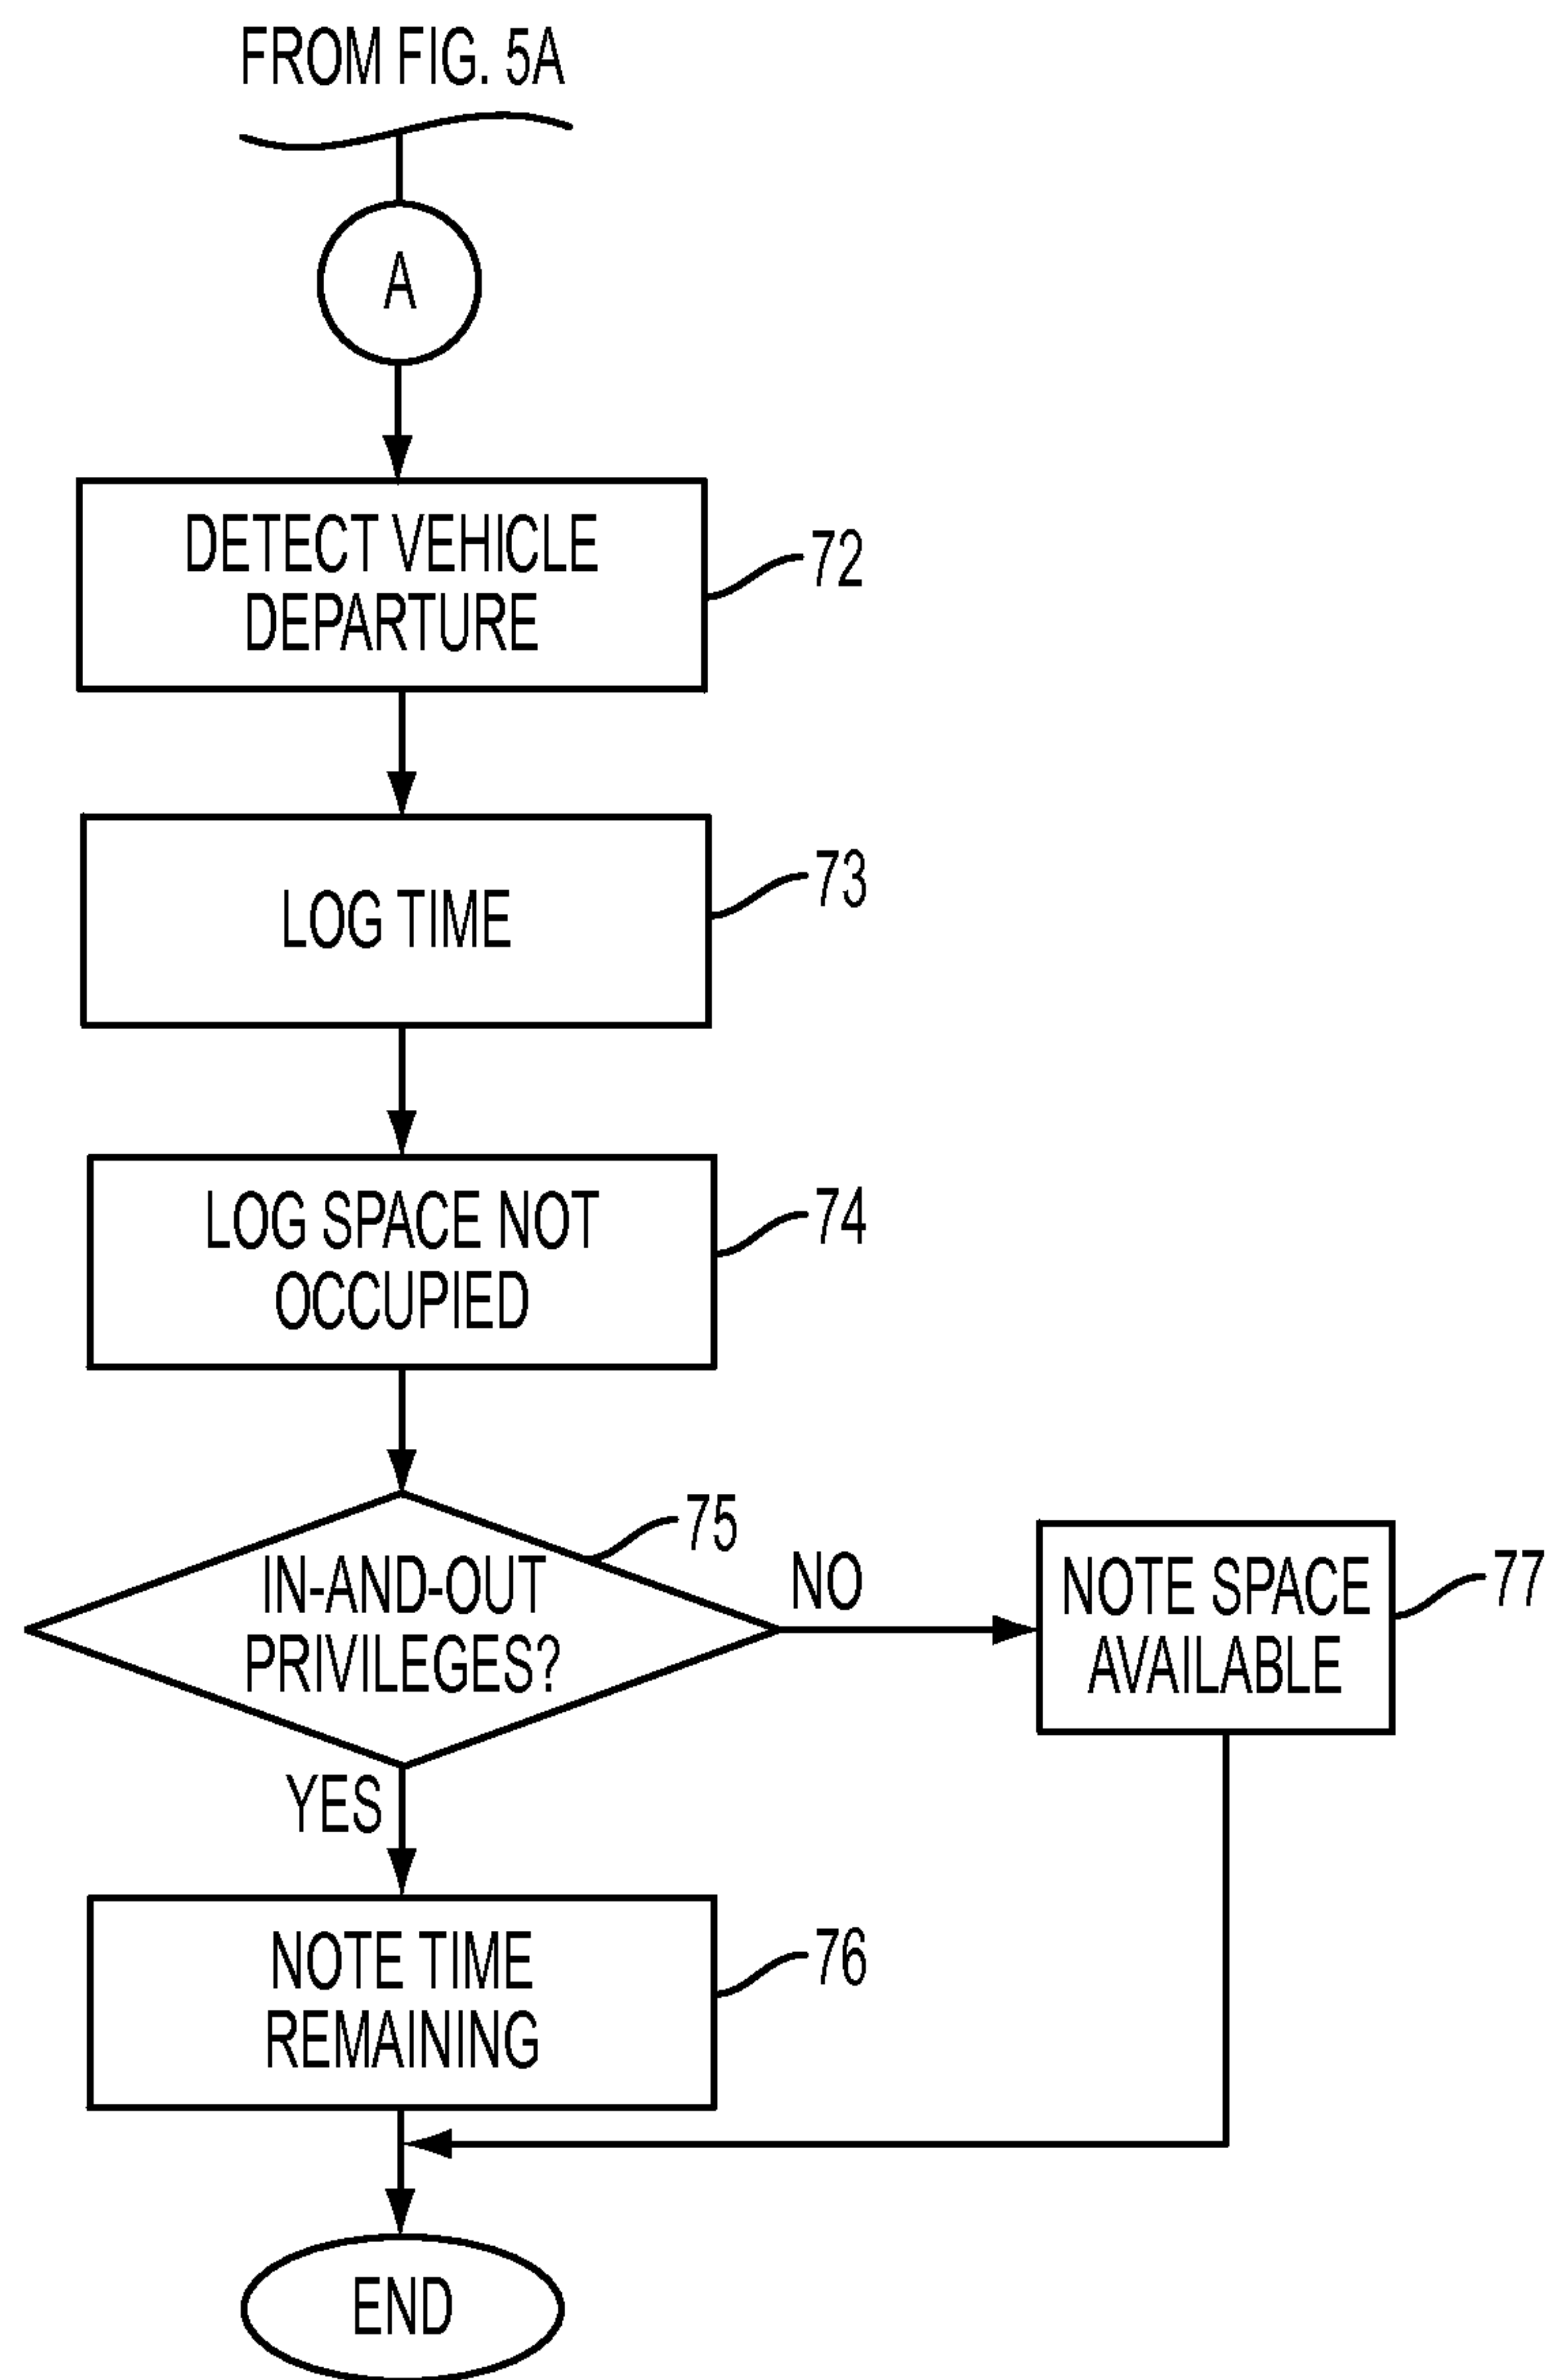 FROM FIG. 5A
A
DETECT VEHICLE
DEPARTURE
72
LOG TIME
73
LOG SPACE NOT
OCCUPIED
74
75
IN-AND-OUT
PRIVILEGES?
NO
NOTE SPACE
AVAILABLE
77
YES
NOTE TIME
REMAINING
76
END